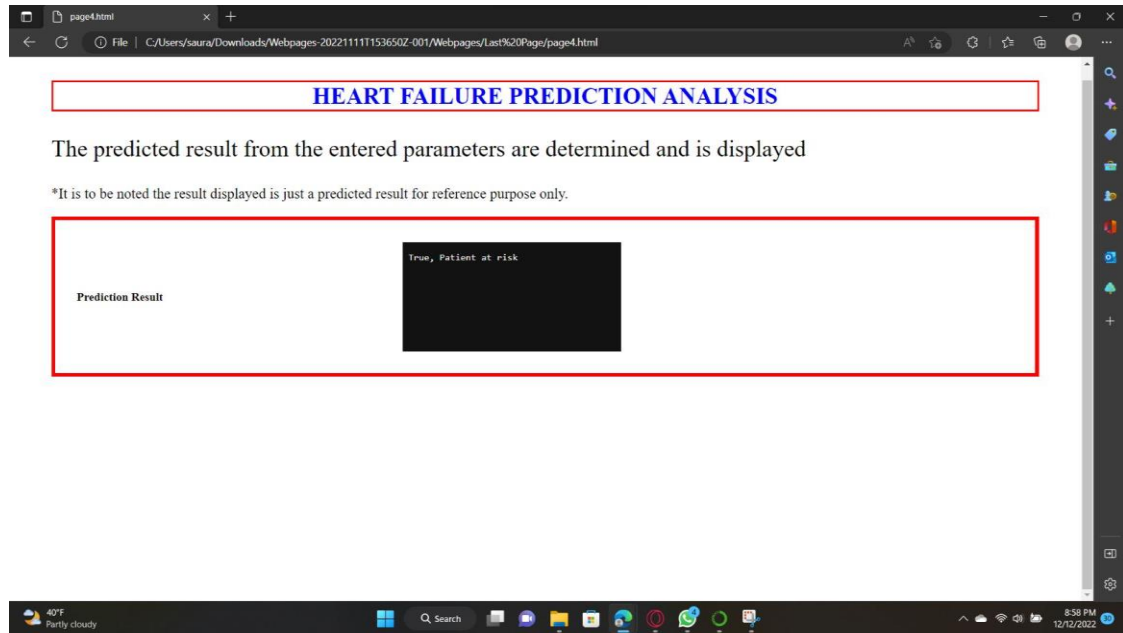 page4.html
File | C:/Users/saura/Downloads/Webpages-20221111T153650Z-001/Webpages/Last%20Page/page4.html
HEART FAILURE PREDICTION ANALYSIS
The predicted result from the entered parameters are determined and is displayed
*It is to be noted the result displayed is just a predicted result for reference purpose only.
True, Patient at risk
Prediction Result
40°F
Partly cloudy
Search
8:58 PM
12/12/2022